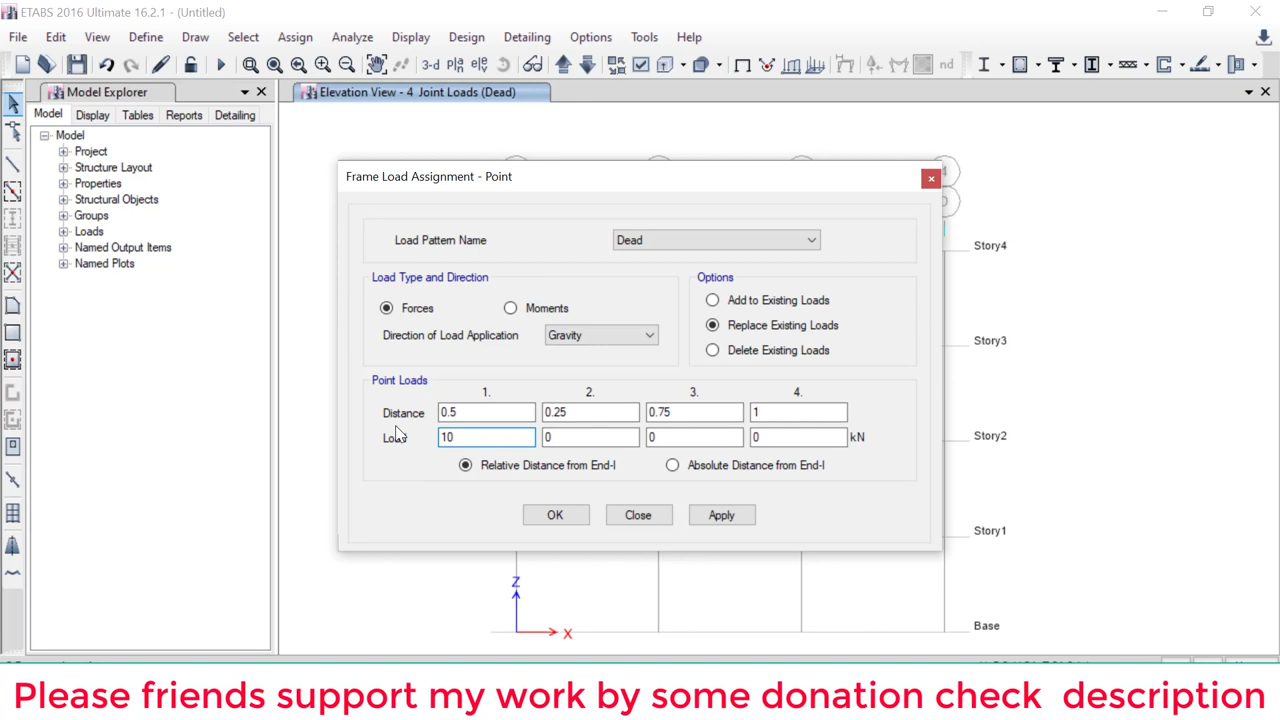 ETABS 2016 Ultimate 16.2.1 - (Untitled)
File Edit View Define Draw Select Assign Analyze Display Design Detailing Options Tools Help
3-d
nd
Model Explorer
Elevation View - 4 Joint Loads (Dead)
Model Display Tables Reports Detailing
Model
Project
Structure Layout
Properties
Structural Objects
Groups
Loads
Named Output Items
Named Plots
Frame Load Assignment - Point
Load Pattern Name Dead
Load Type and Direction
Forces Moments
Direction of Load Application Gravity
Options
Add to Existing Loads
Replace Existing Loads
Delete Existing Loads
Point Loads
1. 2. 3. 4.
Distance 0.5 0.25 0.75 1
Load 10 0 0 0 kN
Relative Distance from End-I Absolute Distance from End-I
OK Close Apply
Story4
Story3
Story2
Story1
Base
Z
X
Please friends support my work by some donation check description